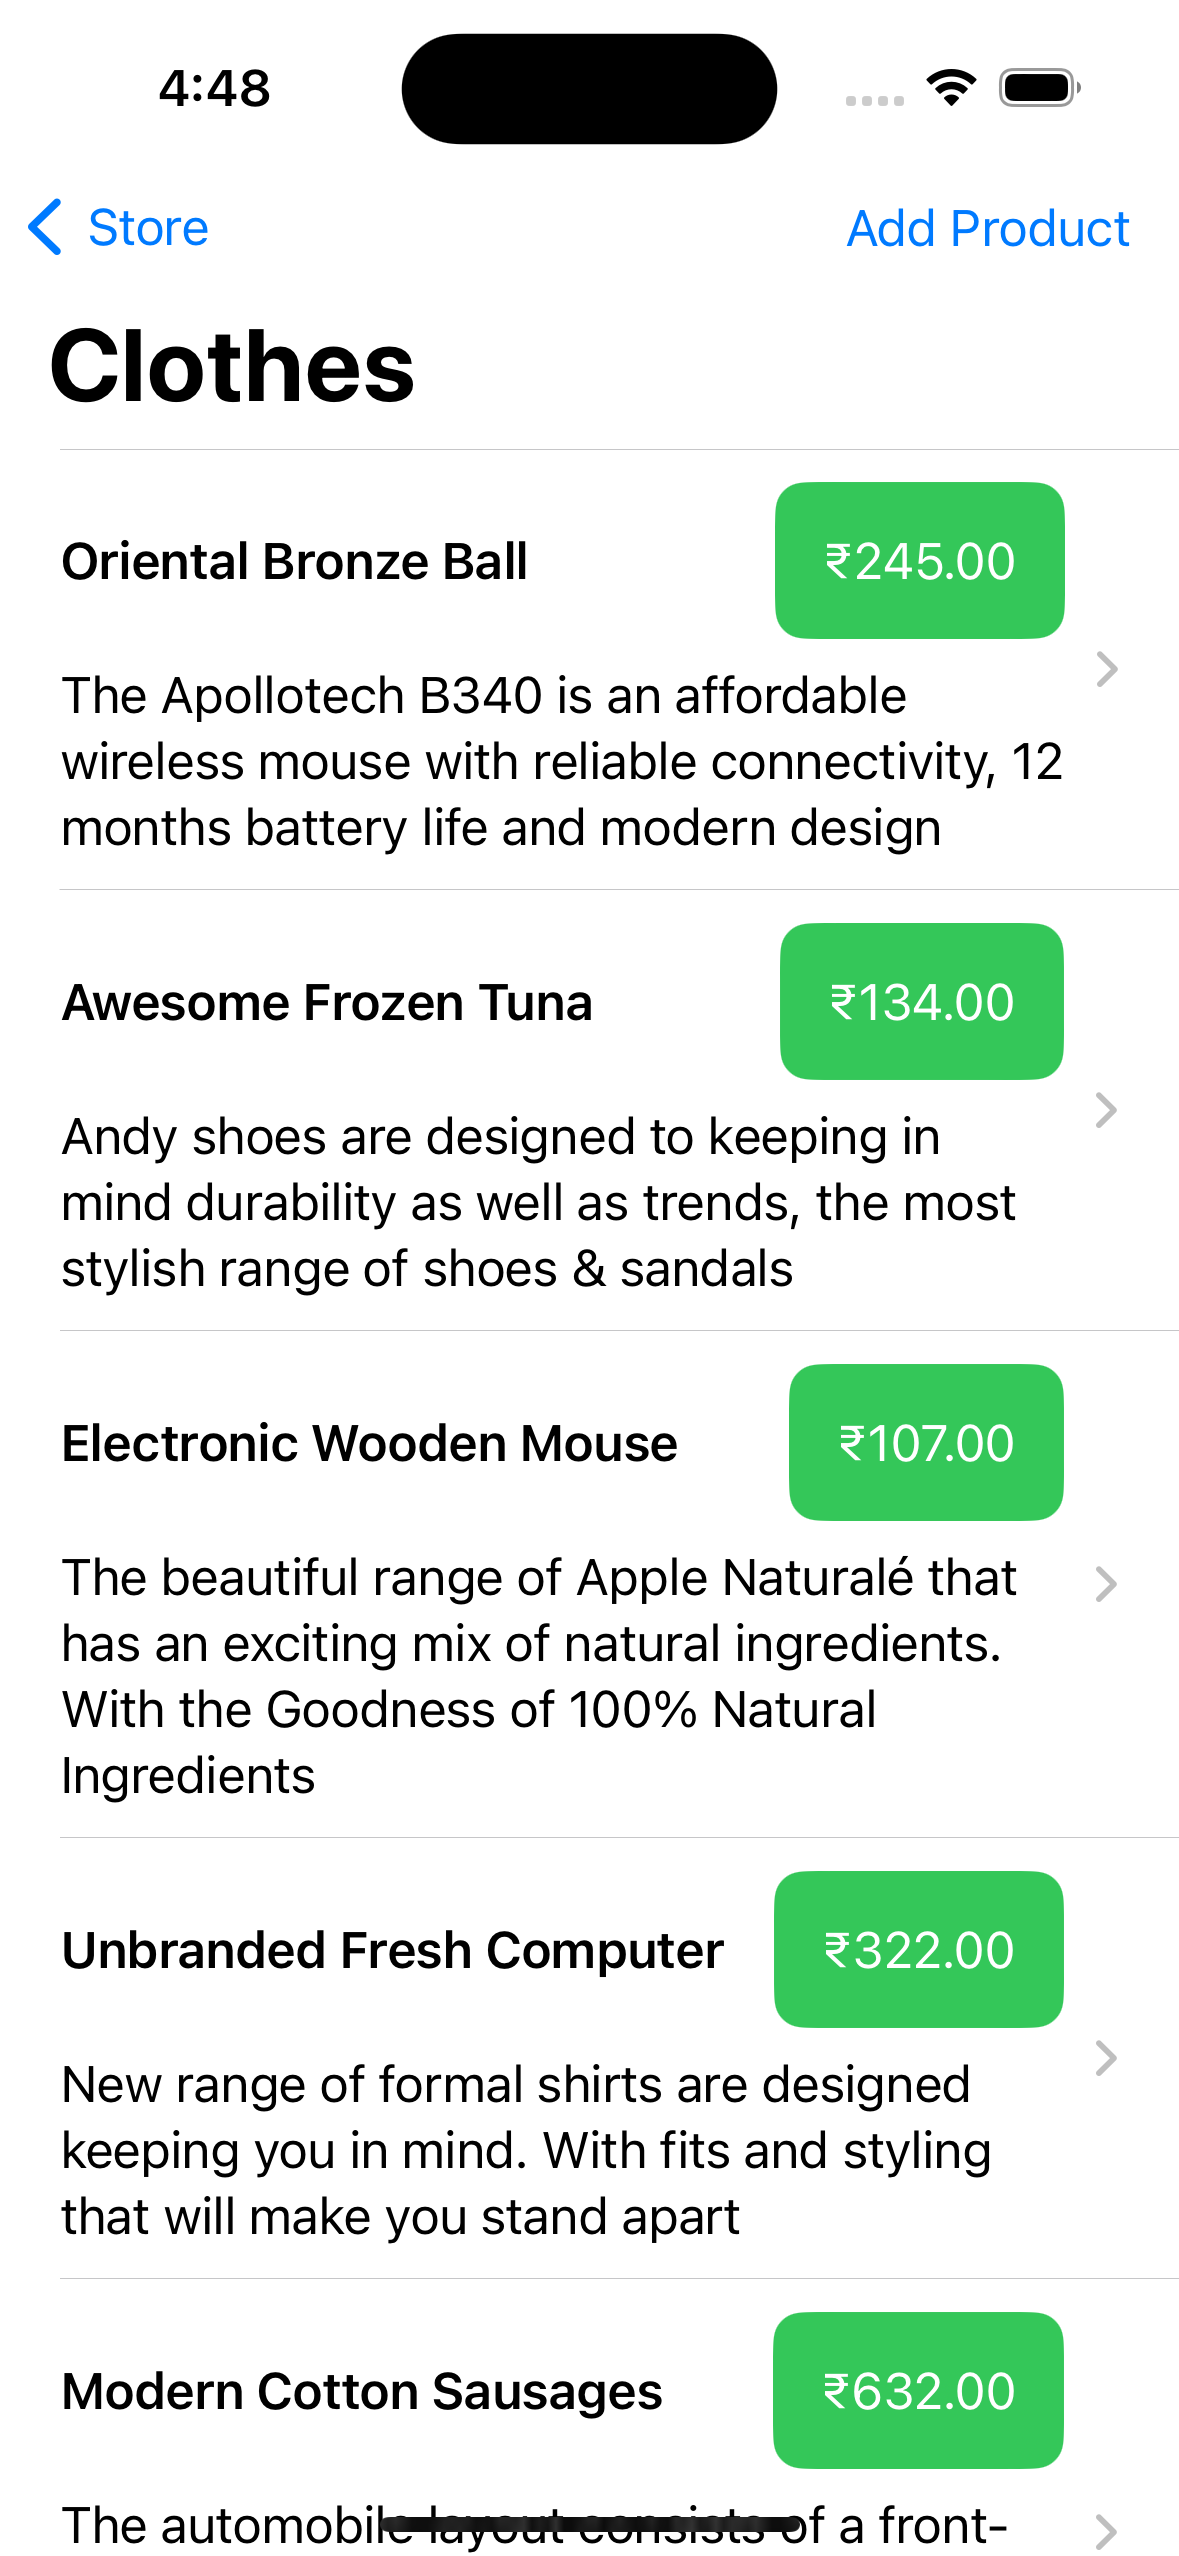 4:48
Store
Add Product
Clothes
Oriental Bronze Ball
₹245.00
The Apollotech B340 is an affordable
wireless mouse with reliable connectivity, 12
months battery life and modern design
Awesome Frozen Tuna
₹134.00
Andy shoes are designed to keeping in
mind durability as well as trends, the most
stylish range of shoes & sandals
Electronic Wooden Mouse
₹107.00
The beautiful range of Apple Naturalé that
has an exciting mix of natural ingredients.
With the Goodness of 100% Natural
Ingredients
Unbranded Fresh Computer
₹322.00
New range of formal shirts are designed
keeping you in mind. With fits and styling
that will make you stand apart
Modern Cotton Sausages
₹632.00
The automobile layout consists of a front-